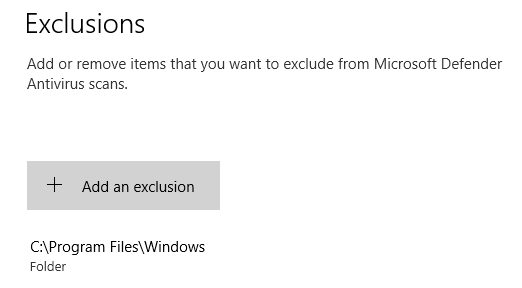 Exclusions
Add or remove items that you want to exclude from Microsoft Defender
Antivirus scans.
Add an exclusion
C:\Program Files\Windows
Folder